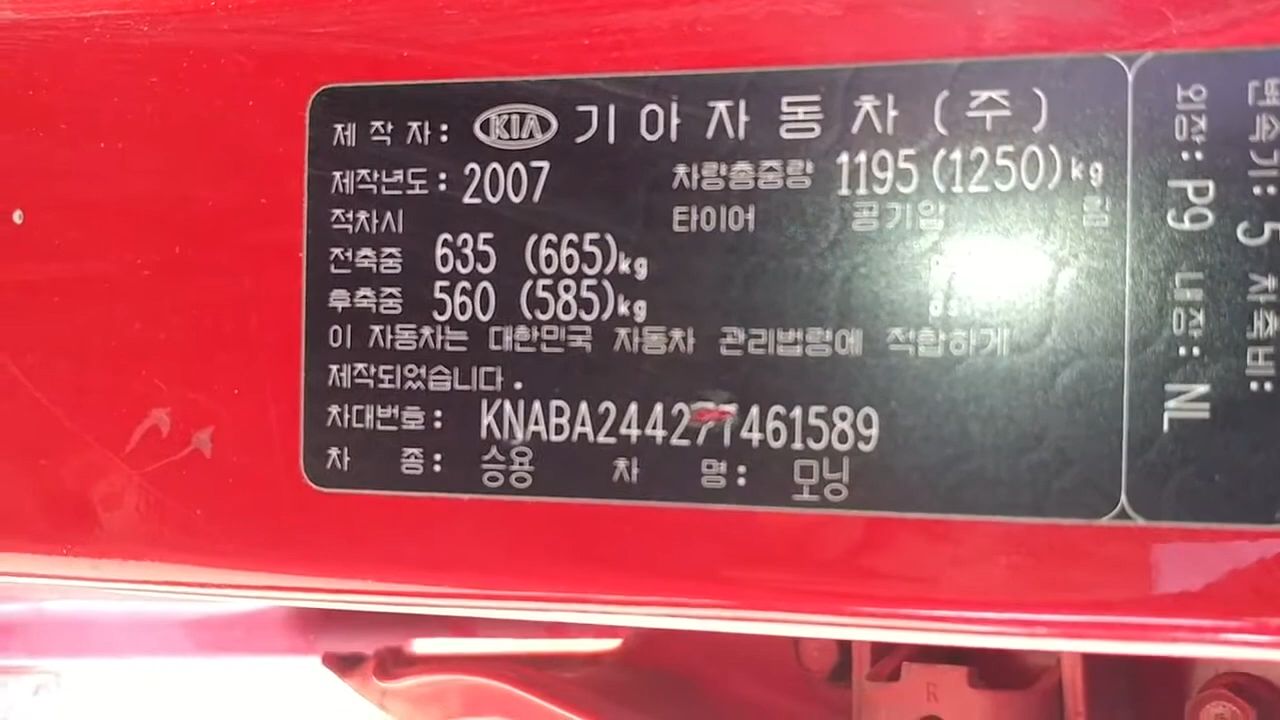 제 작 자: KIA 기 아 자 동 차 (주)
제작년도: 2007 차량총중량 1195 (1250)kg
적차시 타이어 공기압 림
전축중 635 (665)kg
후축중 560 (585)kg
이 자동차는 대한민국 자동차 관리법령에 적합하게
제작되었습니다.
차대번호: KNABA24427T461589
차 종: 승용 차 명: 모닝
변속기: 5 차축비:
외장: P9 내장: NL
R